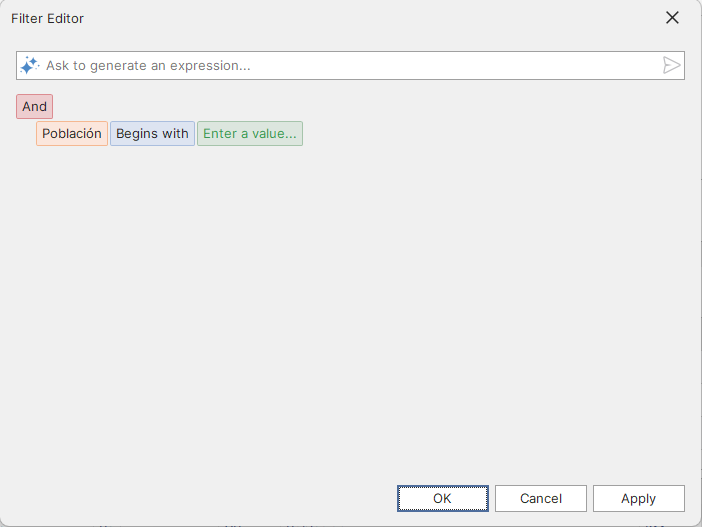 Filter Editor
Ask to generate an expression...
And
Población Begins with Enter a value...
OK Cancel Apply